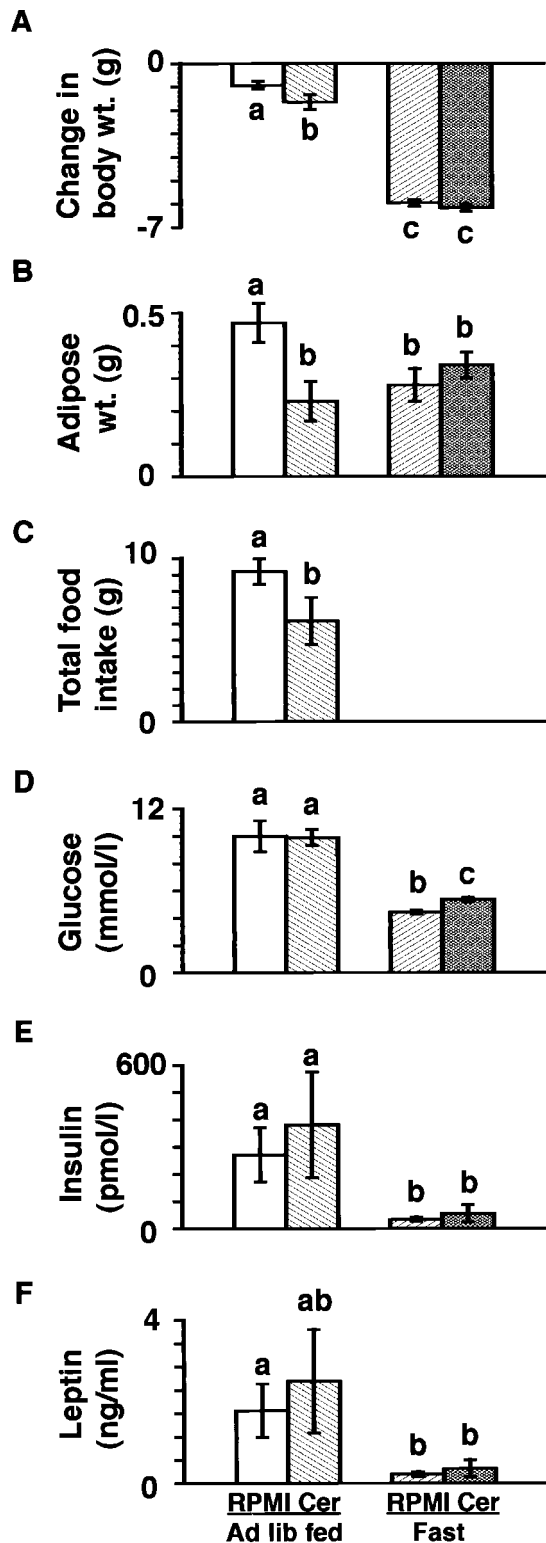 A
Change in
body wt. (g)
0
-7
a
b
c
c
B
Adipose
wt. (g)
0.5
0
a
b
b
b
C
Total food
intake (g)
10
0
a
b
D
Glucose
(mmol/l)
12
0
a
a
b
c
E
Insulin
(pmol/l)
600
0
a
a
b
b
F
Leptin
(ng/ml)
4
0
a
ab
b
b
RPMI Cer
RPMI Cer
Ad lib fed
Fast